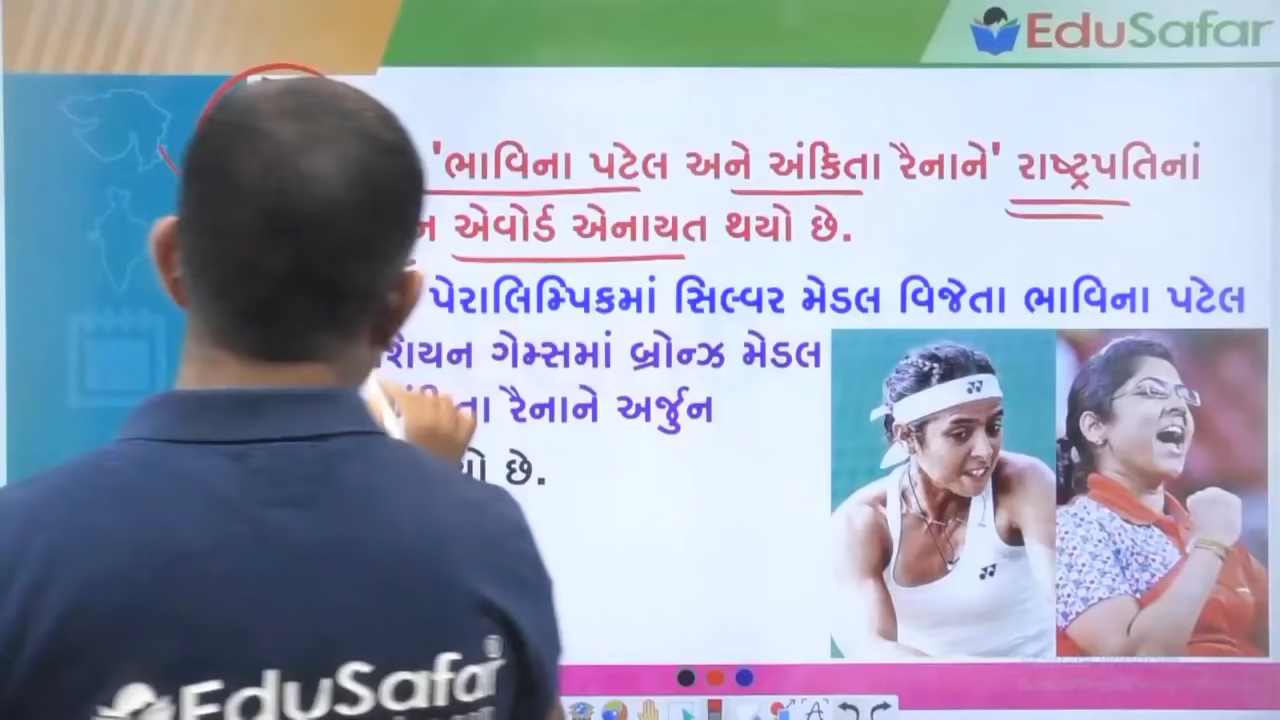 EduSafar
'ભાવિના પટેલ અને અંકિતા રૈનાને' રાષ્ટ્રપતિનાં
એવોર્ડ એનાયત થયો છે.
પેરાલિમ્પિકમાં સિલ્વર મેડલ વિજેતા ભાવિના પટેલ
ગેમ્સમાં બ્રોન્ઝ મેડલ
રૈનાને અર્જુન
છે.
EduSafar